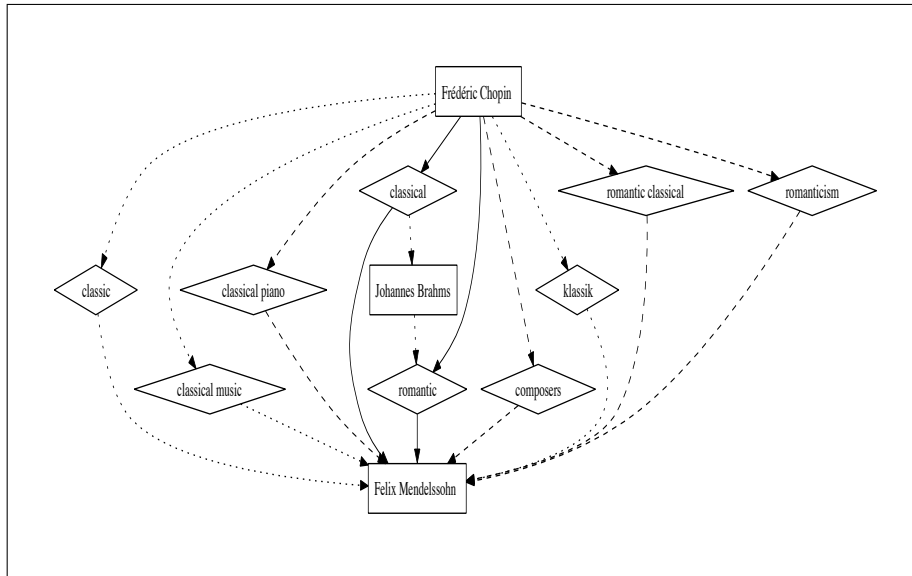 Frédéric Chopin
classical
romantic classical
romanticism
classic
classical piano
Johannes Brahms
klassik
classical music
romantic
composers
Felix Mendelssohn